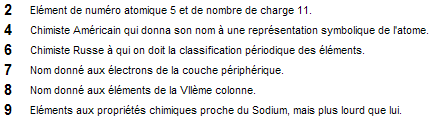 2 Elément de numéro atomique 5 et de nombre de charge 11.
4 Chimiste Américain qui donna son nom à une représentation symbolique de l'atome.
6 Chimiste Russe à qui on doit la classification périodique des éléments.
7 Nom donné aux électrons de la couche périphérique.
8 Nom donné aux éléments de la VIIème colonne.
9 Eléments aux propriétés chimiques proche du Sodium, mais plus lourd que lui.